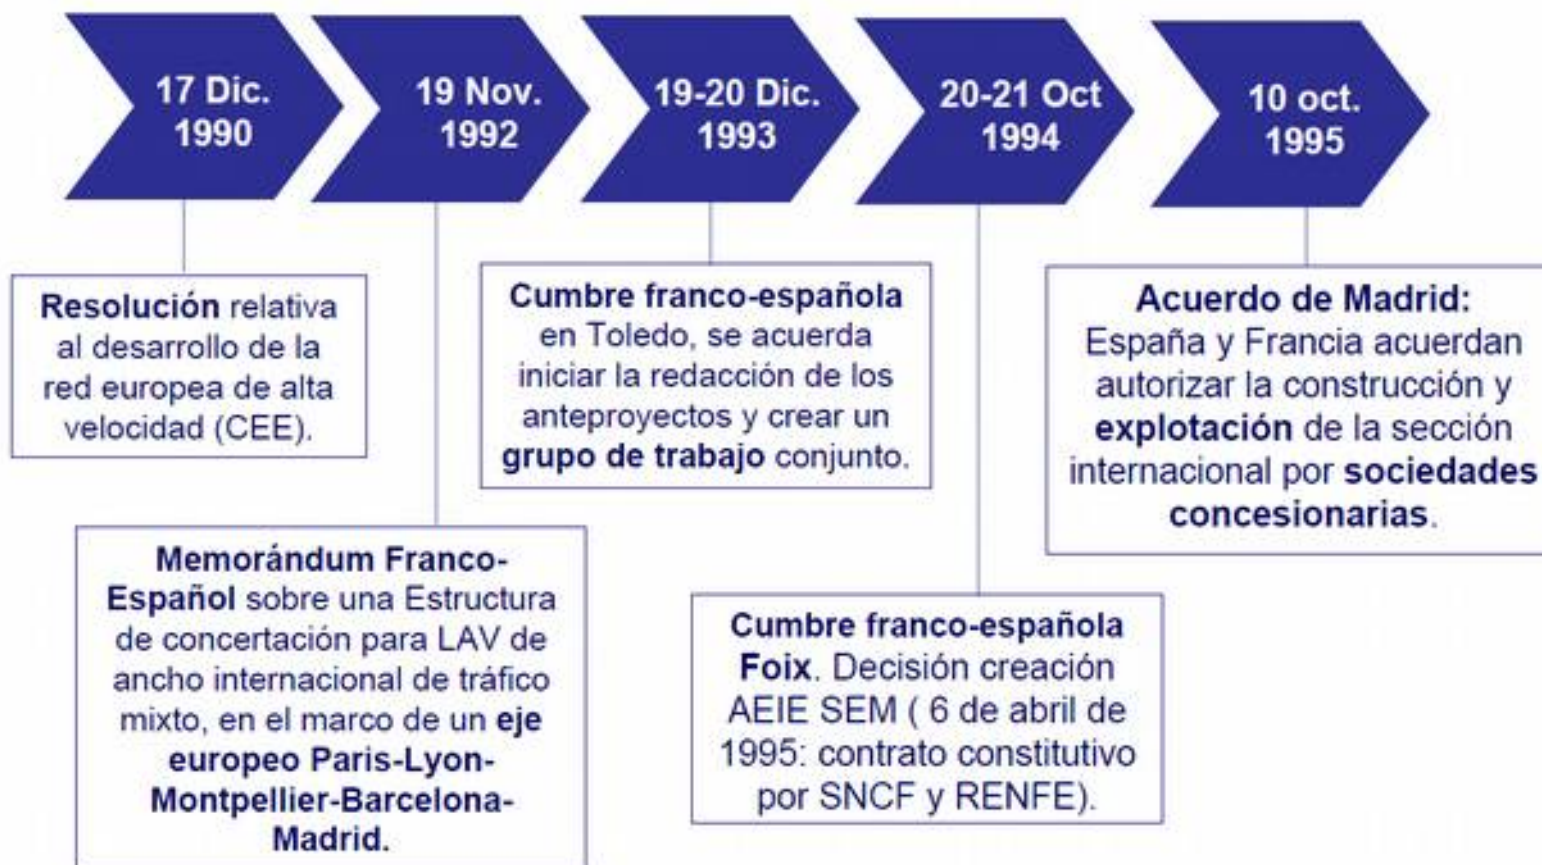 17 Dic.
1990
19 Nov.
1992
19-20 Dic.
1993
20-21 Oct
1994
10 oct.
1995
Resolución relativa
al desarrollo de la
red europea de alta
velocidad (CEE).
Memorándum Franco-
Español sobre una Estructura
de concertación para LAV de
ancho internacional de tráfico
mixto, en el marco de un eje
europeo Paris-Lyon-
Montpellier-Barcelona-
Madrid.
Cumbre franco-española
en Toledo, se acuerda
iniciar la redacción de los
anteproyectos y crear un
grupo de trabajo conjunto.
Cumbre franco-española
Foix. Decisión creación
AEIE SEM ( 6 de abril de
1995: contrato constitutivo
por SNCF y RENFE).
Acuerdo de Madrid:
España y Francia acuerdan
autorizar la construcción y
explotación de la sección
internacional por sociedades
concesionarias.